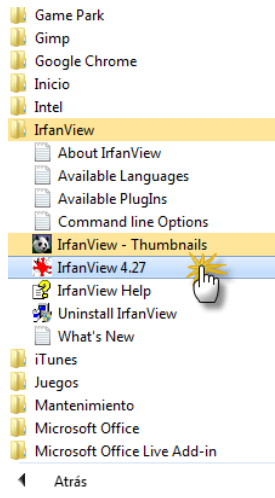 Game Park
Gimp
Google Chrome
Inicio
Intel
IrfanView
About IrfanView
Available Languages
Available PlugIns
Command line Options
IrfanView - Thumbnails
IrfanView 4.27
IrfanView Help
Uninstall IrfanView
What's New
iTunes
Juegos
Mantenimiento
Microsoft Office
Microsoft Office Live Add-in
Atrás